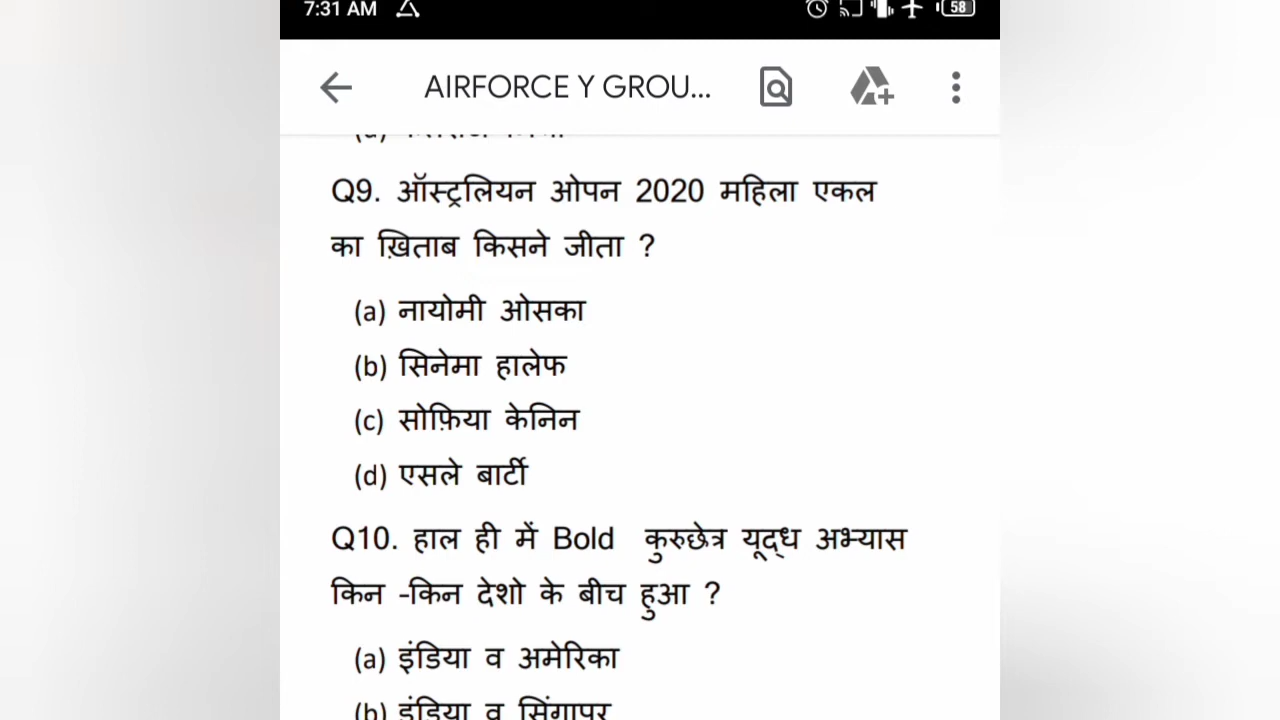 7:31 AM
58
AIRFORCE Y GROU...
Q9. ऑस्ट्रलियन ओपन 2020 महिला एकल
का ख़िताब किसने जीता ?
(a) नायोमी ओसका
(b) सिनेमा हालेफ
(c) सोफ़िया केनिन
(d) एसले बार्टी
Q10. हाल ही में Bold कुरुछेत्र यूद्ध अभ्यास
किन -किन देशो के बीच हुआ ?
(a) इंडिया व अमेरिका
(b) इंडिया व सिंगापुर